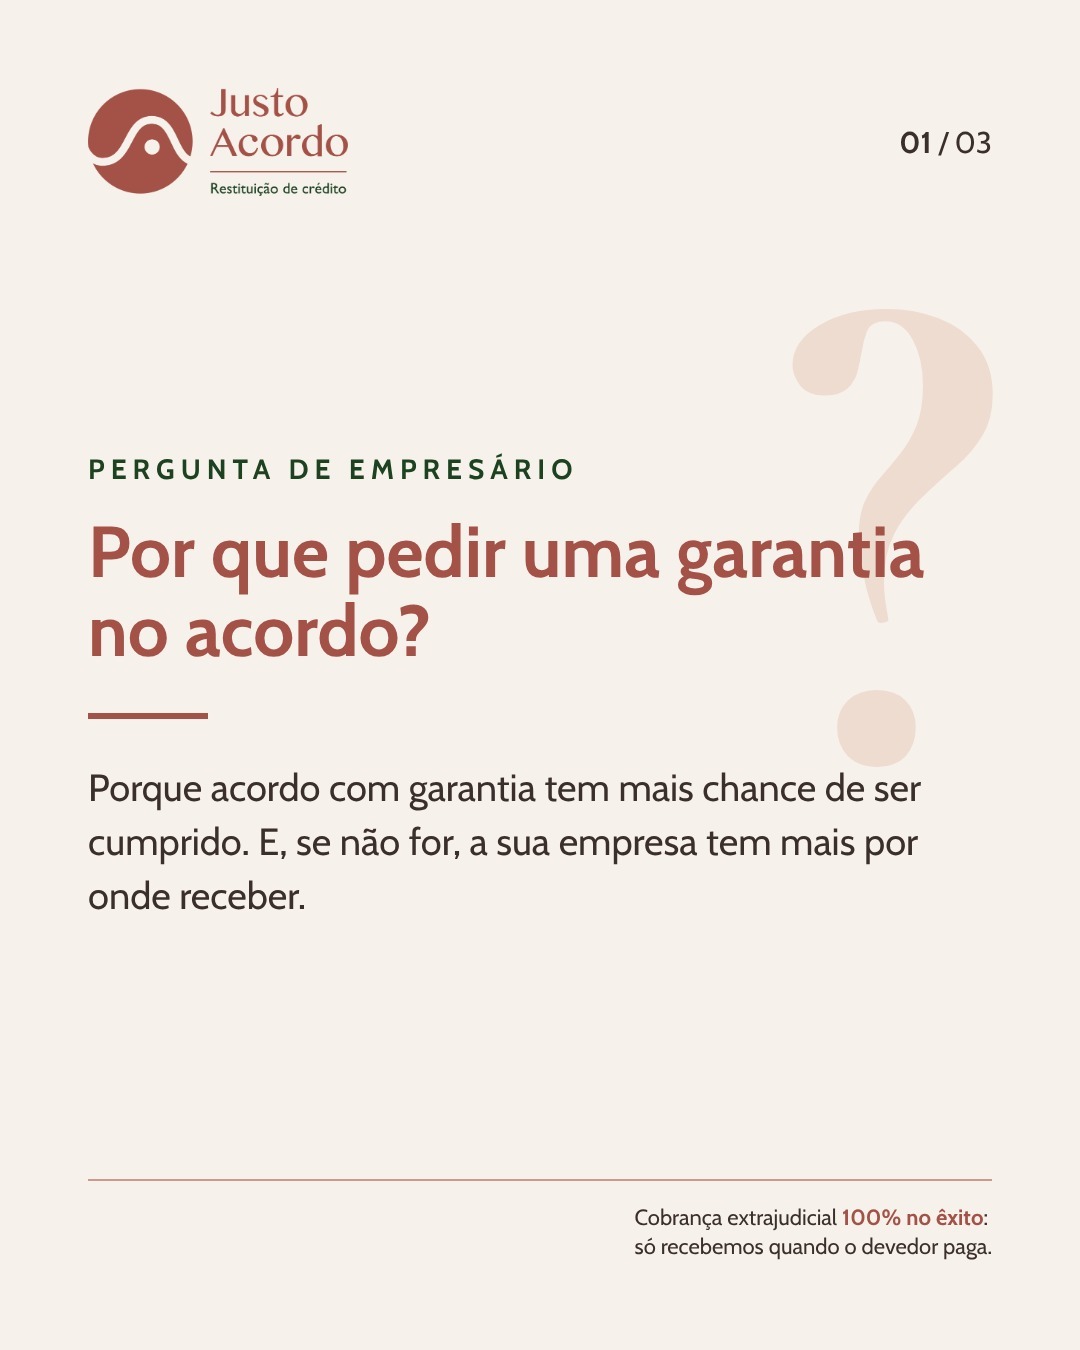 Justo
Acordo
Restituição de crédito
01 / 03
?
PERGUNTA DE EMPRESÁRIO
Por que pedir uma garantia
no acordo?
Porque acordo com garantia tem mais chance de ser
cumprido. E, se não for, a sua empresa tem mais por
onde receber.
Cobrança extrajudicial 100% no êxito:
só recebemos quando o devedor paga.